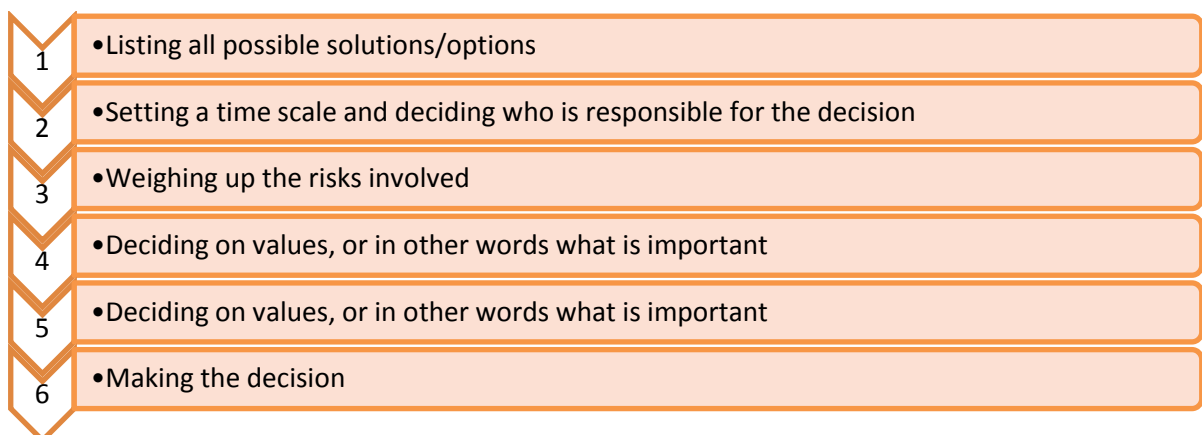 1 •Listing all possible solutions/options
2 •Setting a time scale and deciding who is responsible for the decision
3 •Weighing up the risks involved
4 •Deciding on values, or in other words what is important
5 •Deciding on values, or in other words what is important
6 •Making the decision